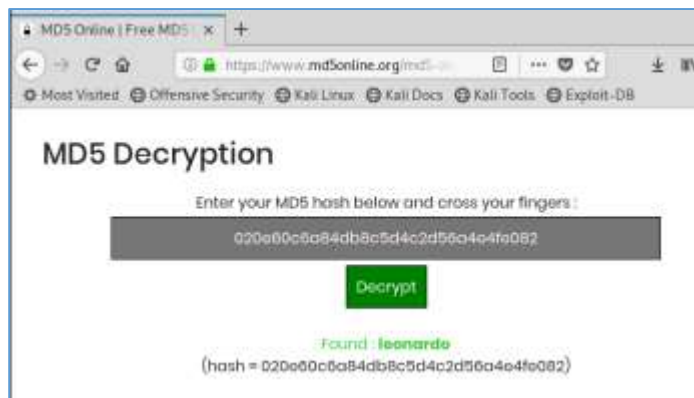 MD5 Online | Free MD5
https://www.md5online.org/md5-
Most Visited Offensive Security Kali Linux Kali Docs Kali Tools Exploit-DB
MD5 Decryption
Enter your MD5 hash below and cross your fingers :
020e60c6a84db8c5d4c2d56a4e4fe082
Decrypt
Found : leonardo
(hash = 020e60c6a84db8c5d4c2d56a4e4fe082)